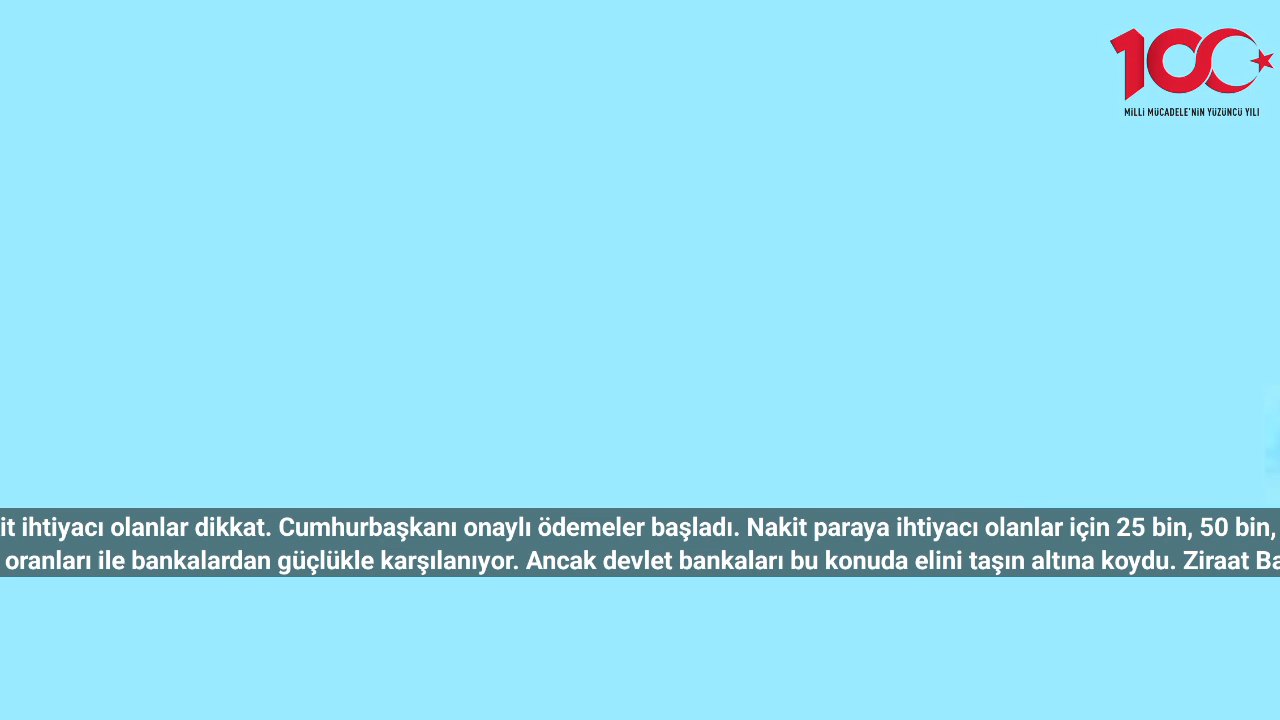 100
MİLLİ MÜCADELE'NİN YÜZÜNCÜ YILI
it ihtiyacı olanlar dikkat. Cumhurbaşkanı onaylı ödemeler başladı. Nakit paraya ihtiyacı olanlar için 25 bin, 50 bin,
oranları ile bankalardan güçlükle karşılanıyor. Ancak devlet bankaları bu konuda elini taşın altına koydu. Ziraat Ba